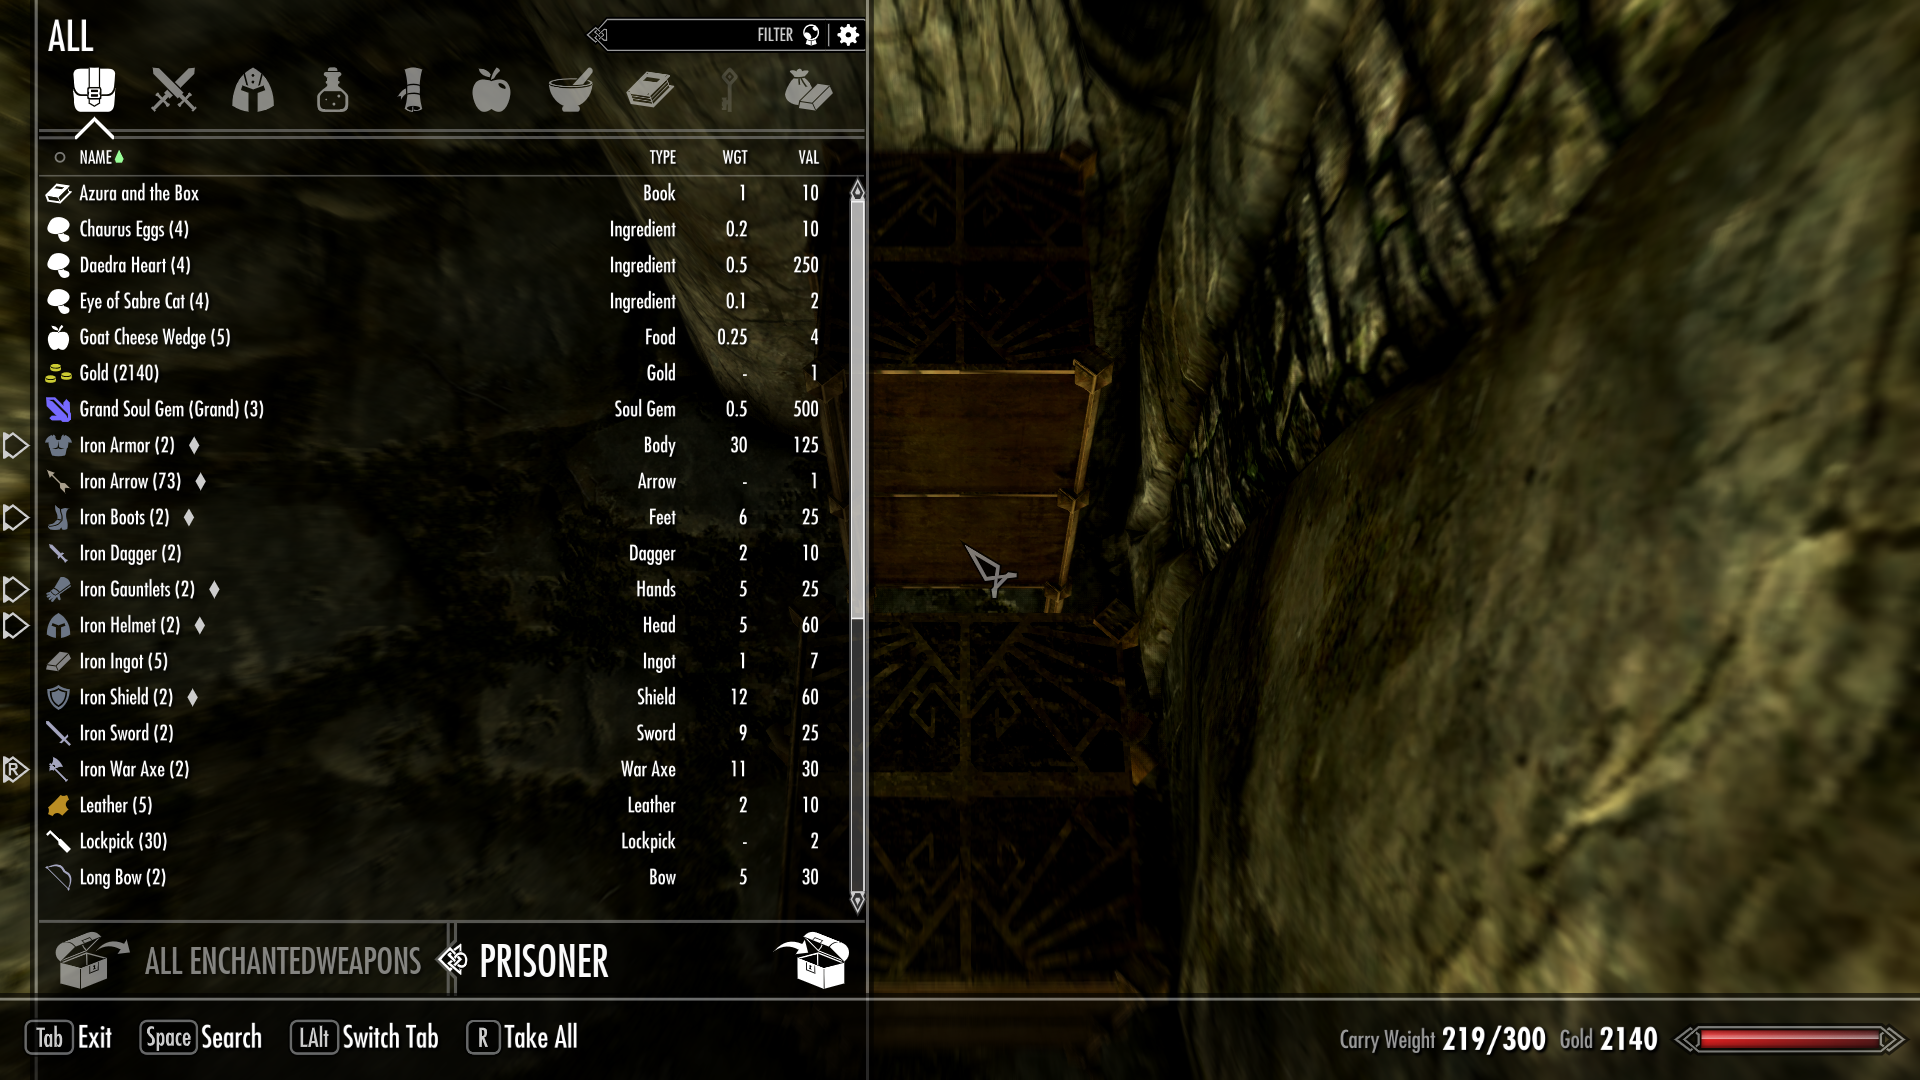 ALL
FILTER
NAME TYPE WGT VAL
Azura and the Box Book 1 10
Chaurus Eggs (4) Ingredient 0.2 10
Daedra Heart (4) Ingredient 0.5 250
Eye of Sabre Cat (4) Ingredient 0.1 2
Goat Cheese Wedge (5) Food 0.25 4
Gold (2140) Gold - 1
Grand Soul Gem (Grand) (3) Soul Gem 0.5 500
Iron Armor (2) Body 30 125
Iron Arrow (73) Arrow - 1
Iron Boots (2) Feet 6 25
Iron Dagger (2) Dagger 2 10
Iron Gauntlets (2) Hands 5 25
Iron Helmet (2) Head 5 60
Iron Ingot (5) Ingot 1 7
Iron Shield (2) Shield 12 60
Iron Sword (2) Sword 9 25
R Iron War Axe (2) War Axe 11 30
Leather (5) Leather 2 10
Lockpick (30) Lockpick - 2
Long Bow (2) Bow 5 30
ALL ENCHANTEDWEAPONS PRISONER
Tab Exit Space Search LAlt Switch Tab R Take All Carry Weight 219/300 Gold 2140